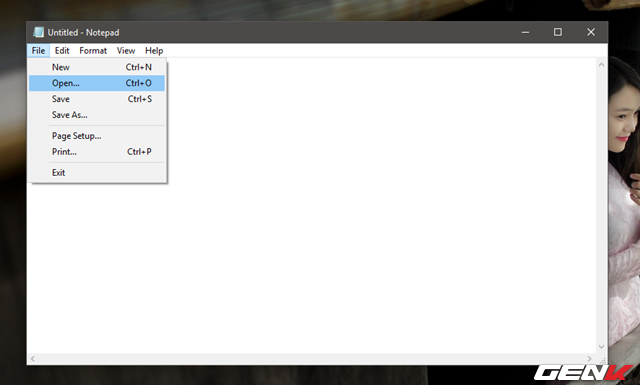 Untitled - Notepad
File Edit Format View Help
New Ctrl+N
Open... Ctrl+O
Save Ctrl+S
Save As...
Page Setup...
Print... Ctrl+P
Exit
GENK